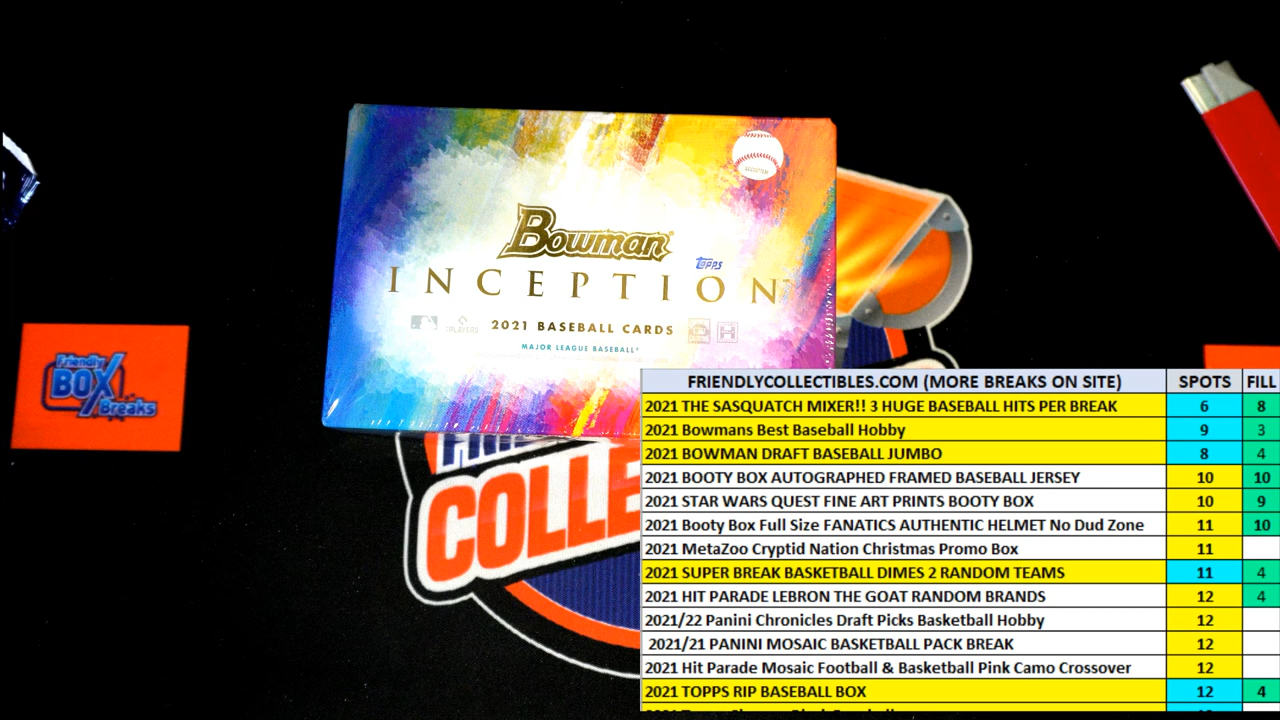 Bowman
TOPPS
INCEPTION
2021 BASEBALL CARDS
MAJOR LEAGUE BASEBALL
PLAYERS
Friendly
BOX
Breaks
COLLE
FRIENDLYCOLLECTIBLES.COM (MORE BREAKS ON SITE) SPOTS FILL
2021 THE SASQUATCH MIXER!! 3 HUGE BASEBALL HITS PER BREAK 6 8
2021 Bowmans Best Baseball Hobby 9 3
2021 BOWMAN DRAFT BASEBALL JUMBO 8 4
2021 BOOTY BOX AUTOGRAPHED FRAMED BASEBALL JERSEY 10 10
2021 STAR WARS QUEST FINE ART PRINTS BOOTY BOX 10 9
2021 Booty Box Full Size FANATICS AUTHENTIC HELMET No Dud Zone 11 10
2021 MetaZoo Cryptid Nation Christmas Promo Box 11
2021 SUPER BREAK BASKETBALL DIMES 2 RANDOM TEAMS 11 4
2021 HIT PARADE LEBRON THE GOAT RANDOM BRANDS 12 4
2021/22 Panini Chronicles Draft Picks Basketball Hobby 12
2021/21 PANINI MOSAIC BASKETBALL PACK BREAK 12
2021 Hit Parade Mosaic Football & Basketball Pink Camo Crossover 12
2021 TOPPS RIP BASEBALL BOX 12 4